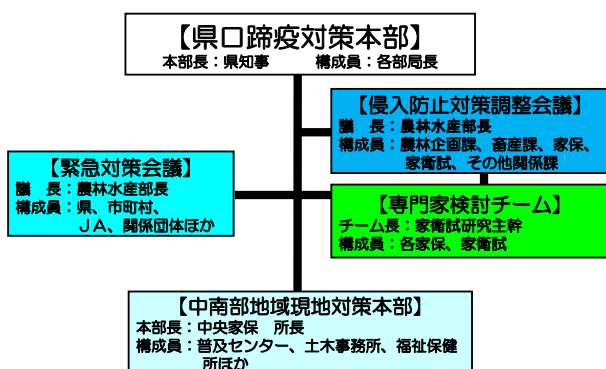 【県口蹄疫対策本部】
本部長：県知事　　　構成員：各部局長
【侵入防止対策調整会議】
議　長：農林水産部長
構成員：農林企画課、畜産課、家保、
家衛試、その他関係課
【緊急対策会議】
議　長：農林水産部長
構成員：県、市町村、
ＪＡ、関係団体ほか
【専門家検討チーム】
チーム長：家衛試研究主幹
構成員：各家保、家衛試
【中南部地域現地対策本部】
本部長：中央家保　所長
構成員：普及センター、土木事務所、福祉保健
所ほか